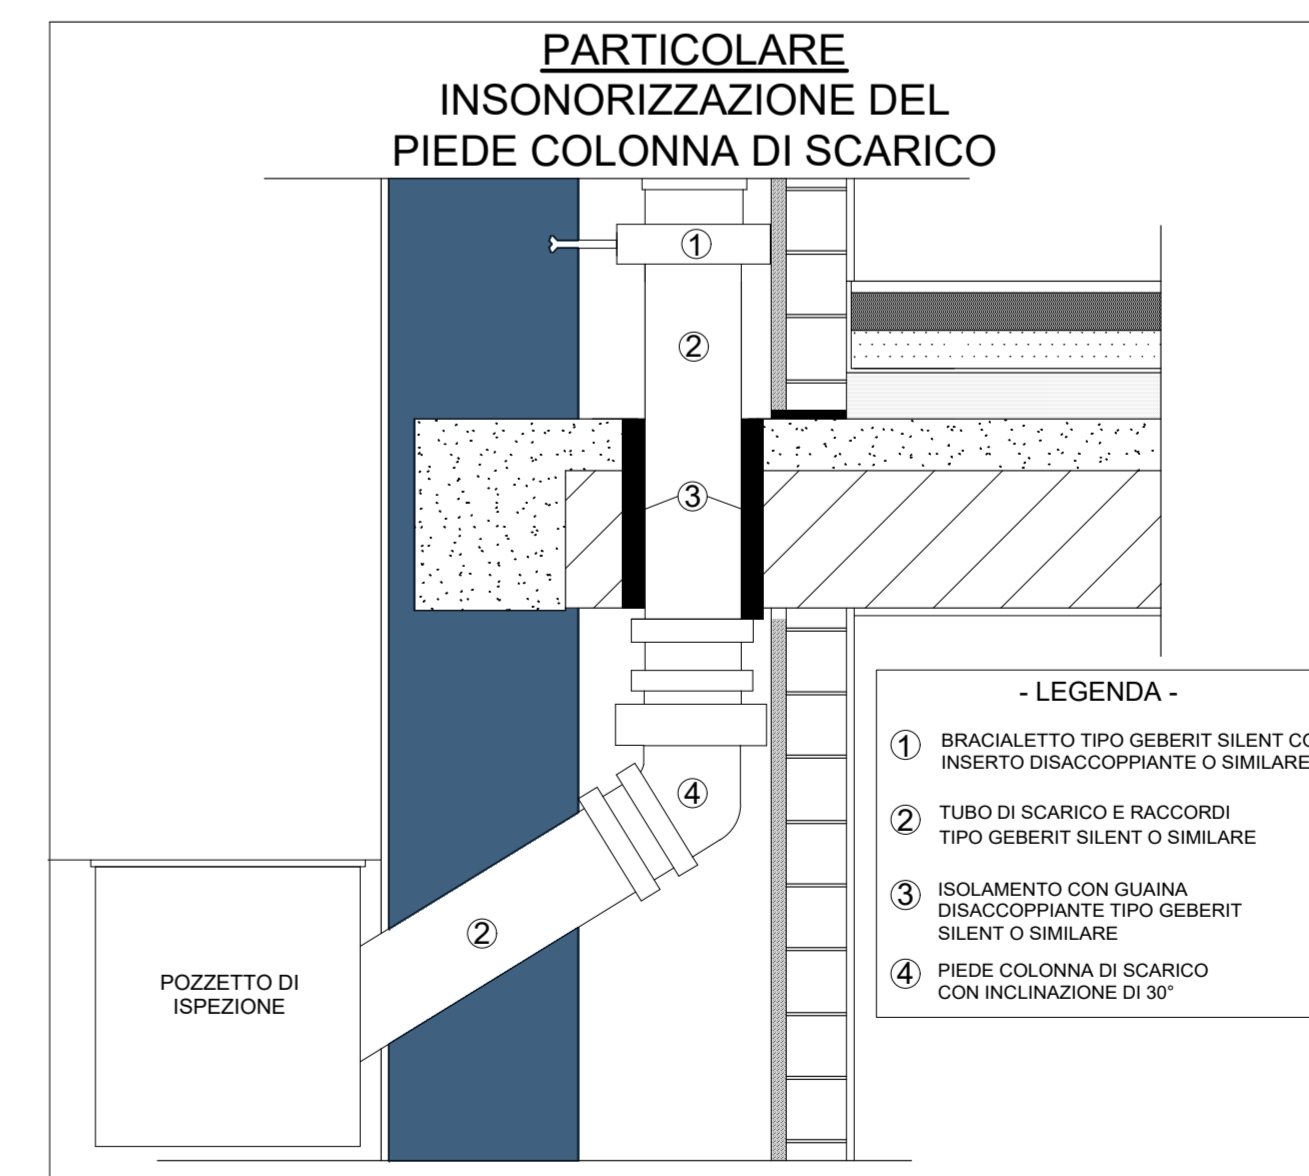 PARTICOLARE
INSONORIZZAZIONE DEL
PIEDE COLONNA DI SCARICO
1
2
3
4
2
POZZETTO DI
ISPEZIONE
- LEGENDA -
1 BRACIALETTO TIPO GEBERIT SILENT
INSERTO DISACCOPPIANTE O SIMILARE
2 TUBO DI SCARICO E RACCORDI
TIPO GEBERIT SILENT O SIMILARE
3 ISOLAMENTO CON GUAINA
DISACCOPPIANTE TIPO GEBERIT
SILENT O SIMILARE
4 PIEDE COLONNA DI SCARICO
CON INCLINAZIONE DI 30°